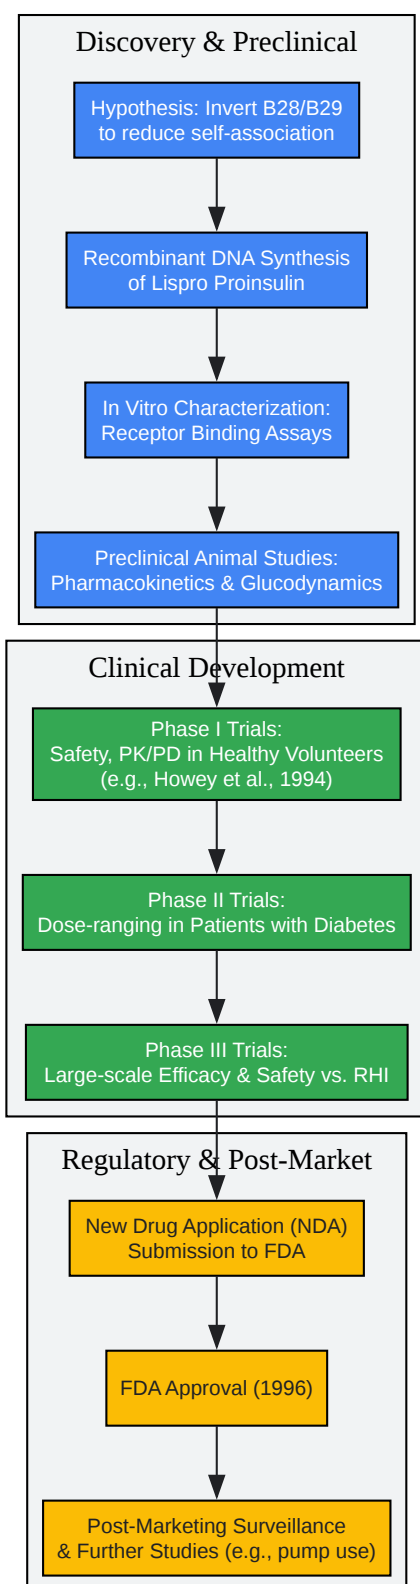 Discovery & Preclinical
Hypothesis: Invert B28/B29
to reduce self-association
Recombinant DNA Synthesis
of Lispro Proinsulin
In Vitro Characterization:
Receptor Binding Assays
Preclinical Animal Studies:
Pharmacokinetics & Glucodynamics
Clinical Development
Phase I Trials:
Safety, PK/PD in Healthy Volunteers
(e.g., Howey et al., 1994)
Phase II Trials:
Dose-ranging in Patients with Diabetes
Phase III Trials:
Large-scale Efficacy & Safety vs. RHI
Regulatory & Post-Market
New Drug Application (NDA)
Submission to FDA
FDA Approval (1996)
Post-Marketing Surveillance
& Further Studies (e.g., pump use)